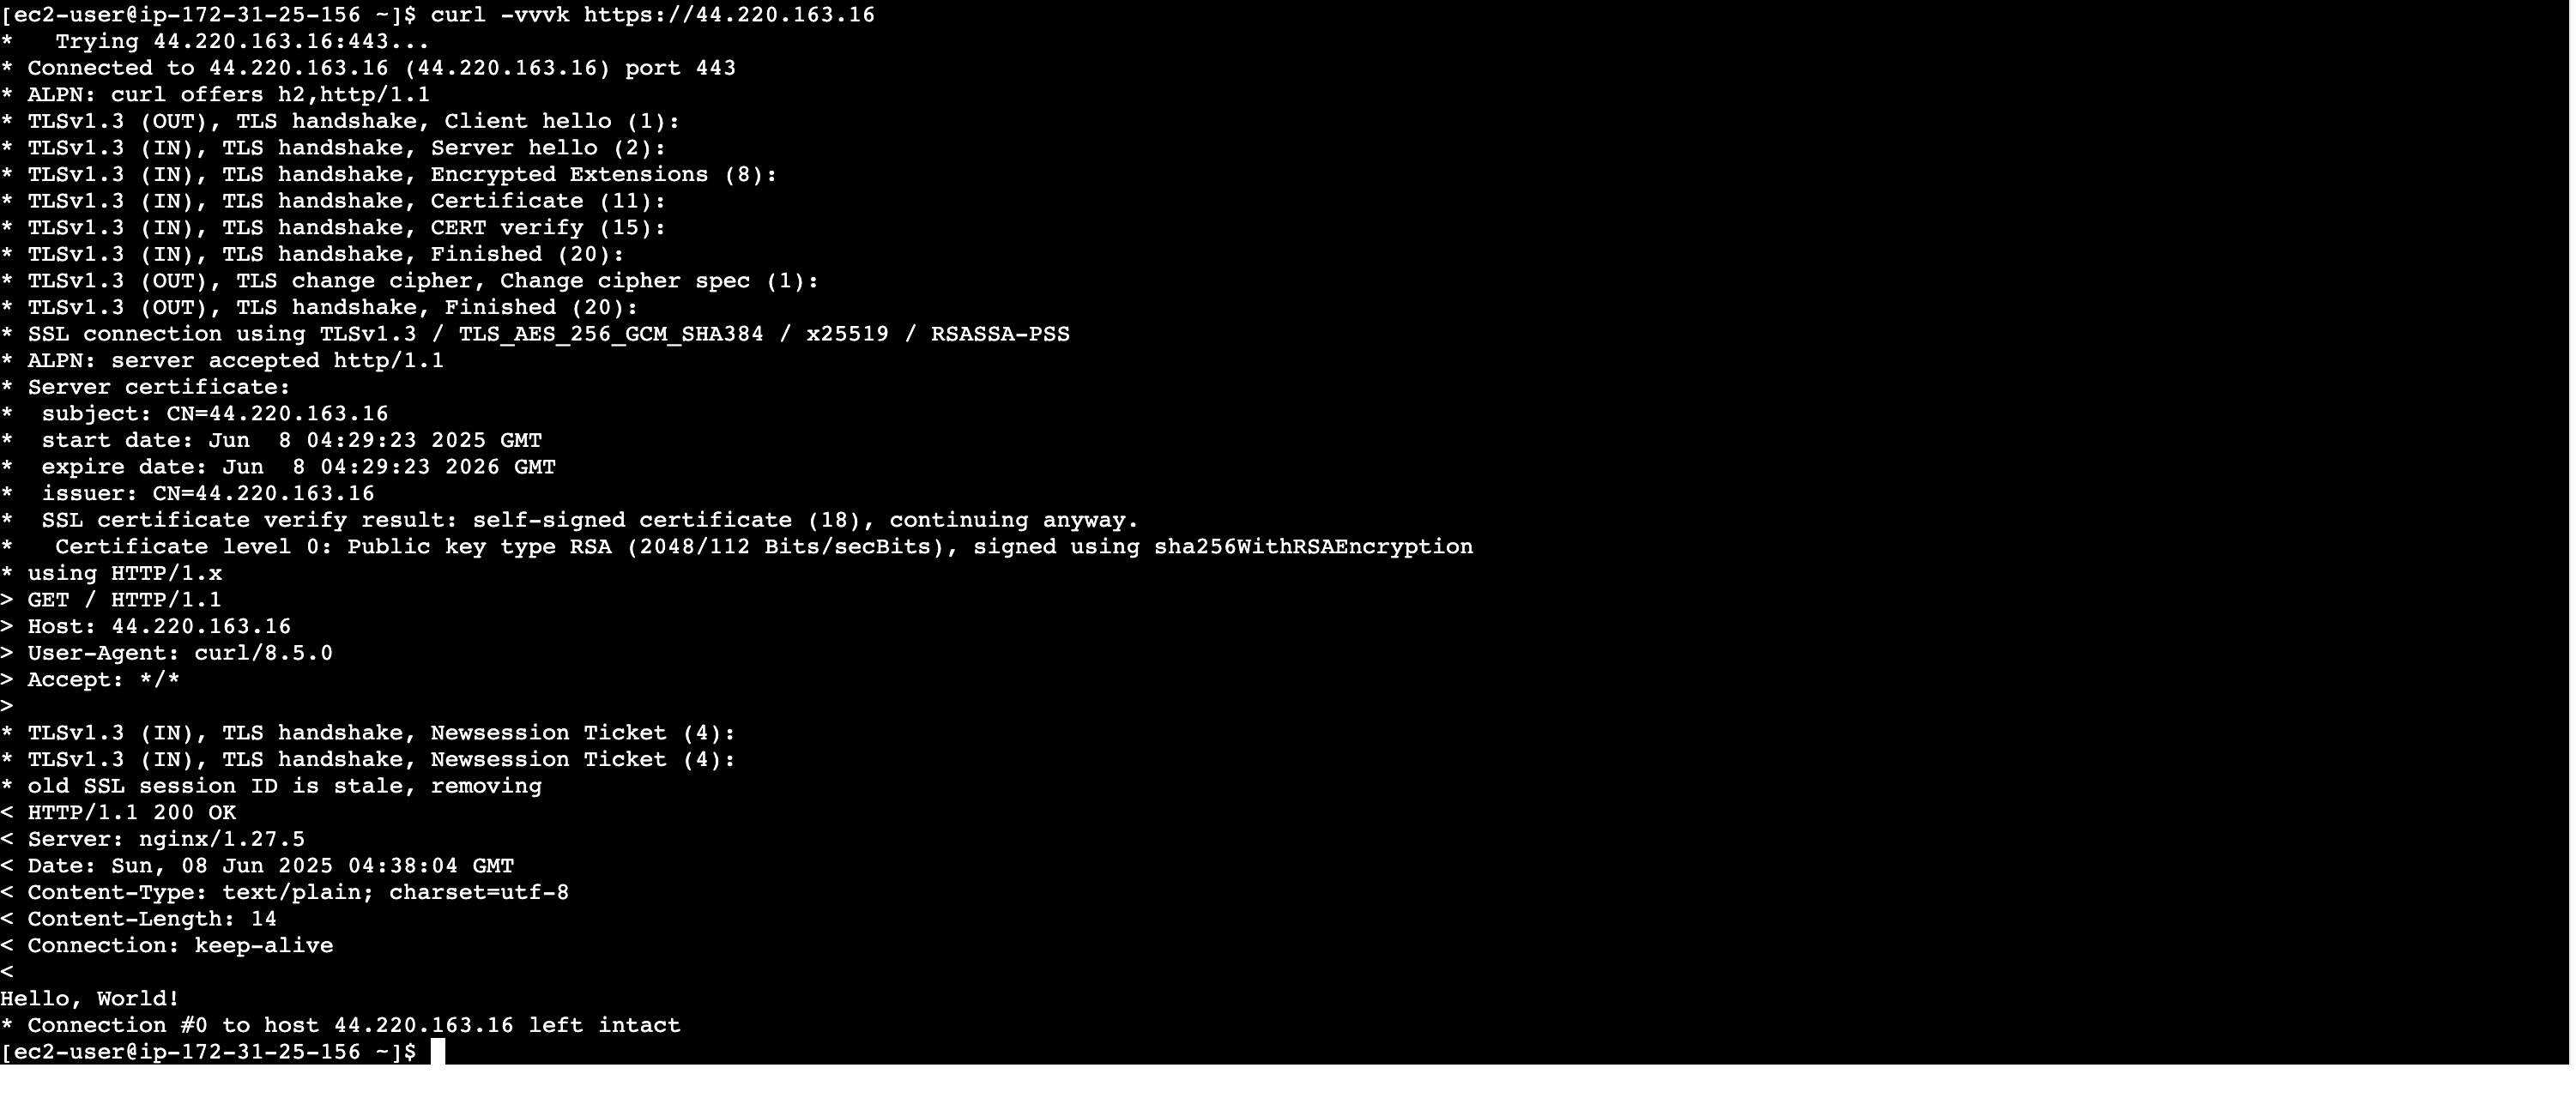 [ec2-user@ip-172-31-25-156 ~]$ curl -vvvk https://44.220.163.16
*   Trying 44.220.163.16:443...
* Connected to 44.220.163.16 (44.220.163.16) port 443
* ALPN: curl offers h2,http/1.1
* TLSv1.3 (OUT), TLS handshake, Client hello (1):
* TLSv1.3 (IN), TLS handshake, Server hello (2):
* TLSv1.3 (IN), TLS handshake, Encrypted Extensions (8):
* TLSv1.3 (IN), TLS handshake, Certificate (11):
* TLSv1.3 (IN), TLS handshake, CERT verify (15):
* TLSv1.3 (IN), TLS handshake, Finished (20):
* TLSv1.3 (OUT), TLS change cipher, Change cipher spec (1):
* TLSv1.3 (OUT), TLS handshake, Finished (20):
* SSL connection using TLSv1.3 / TLS_AES_256_GCM_SHA384 / x25519 / RSASSA-PSS
* ALPN: server accepted http/1.1
* Server certificate:
*  subject: CN=44.220.163.16
*  start date: Jun  8 04:29:23 2025 GMT
*  expire date: Jun  8 04:29:23 2026 GMT
*  issuer: CN=44.220.163.16
*  SSL certificate verify result: self-signed certificate (18), continuing anyway.
*   Certificate level 0: Public key type RSA (2048/112 Bits/secBits), signed using sha256WithRSAEncryption
* using HTTP/1.x
> GET / HTTP/1.1
> Host: 44.220.163.16
> User-Agent: curl/8.5.0
> Accept: */*
>
* TLSv1.3 (IN), TLS handshake, Newsession Ticket (4):
* TLSv1.3 (IN), TLS handshake, Newsession Ticket (4):
* old SSL session ID is stale, removing
< HTTP/1.1 200 OK
< Server: nginx/1.27.5
< Date: Sun, 08 Jun 2025 04:38:04 GMT
< Content-Type: text/plain; charset=utf-8
< Content-Length: 14
< Connection: keep-alive
<
Hello, World!
* Connection #0 to host 44.220.163.16 left intact
[ec2-user@ip-172-31-25-156 ~]$